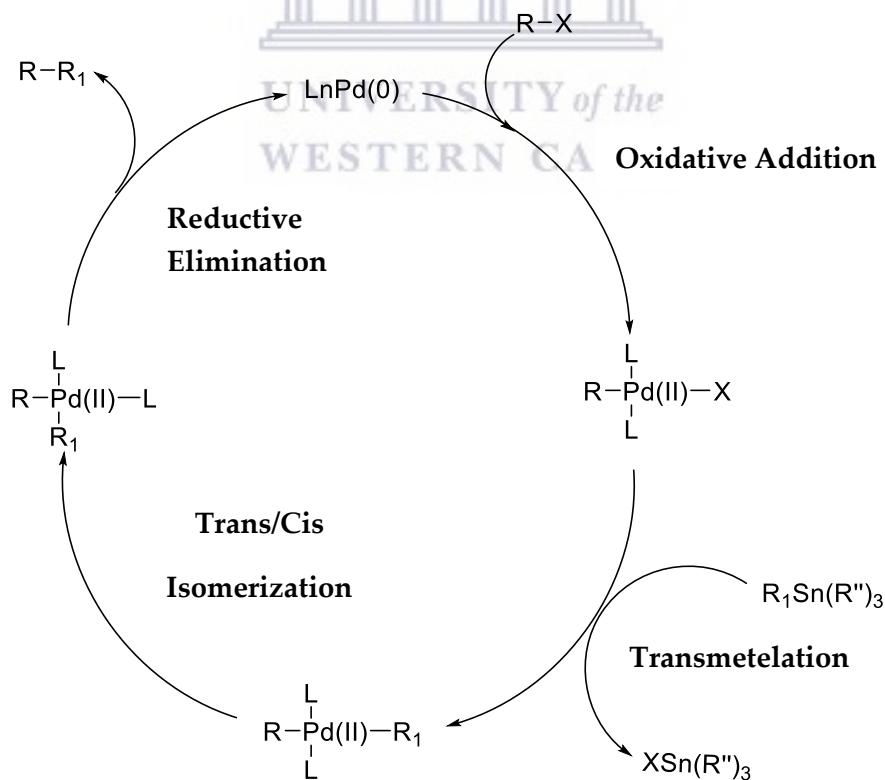 R–X
R–R₁
LnPd(0)
UNIVERSITY of the
WESTERN CA
Oxidative Addition
Reductive
Elimination
L
R–Pd(II)–X
L
L
R–Pd(II)–L
R₁
Trans/Cis
Isomerization
R₁Sn(R")₃
Transmetelation
L
R–Pd(II)–R₁
L
XSn(R")₃